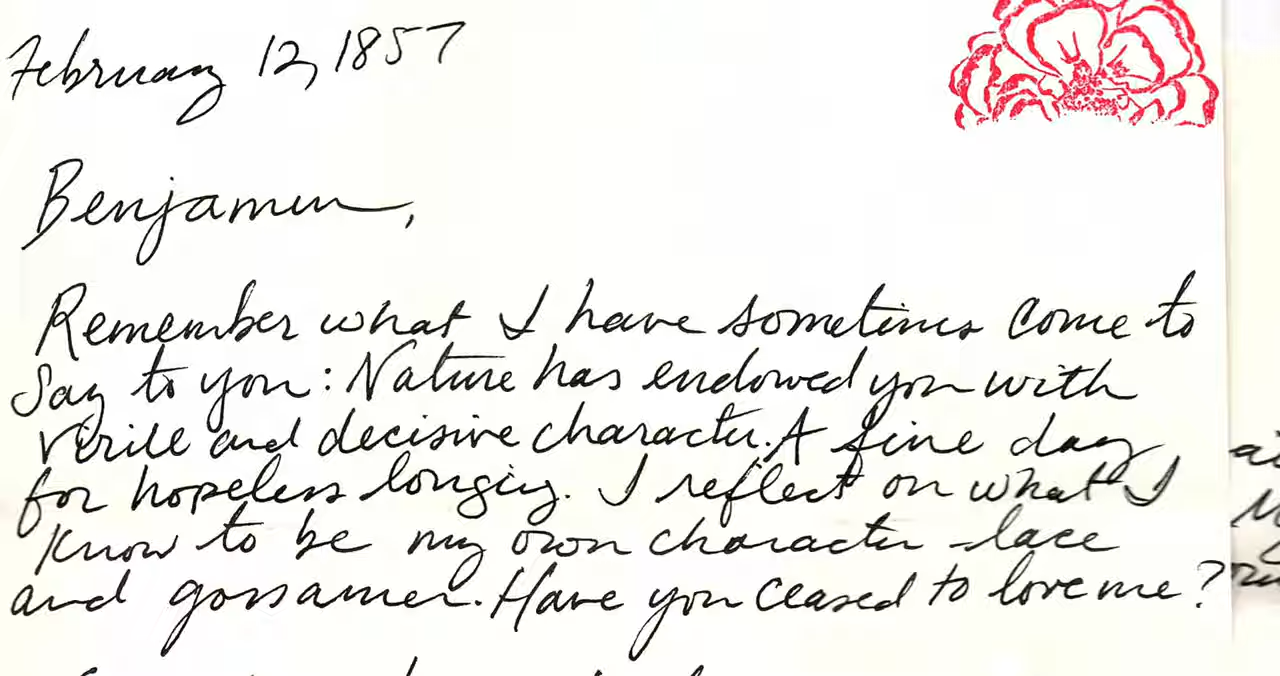 February 12, 1857
Benjamin,
Remember what I have sometimes come to
Say to you: Nature has endowed you with
virile and decisive character. A fine day
for hopeless longing. I reflect on what I
know to be my own character - lace
and gossamer. Have you ceased to love me?